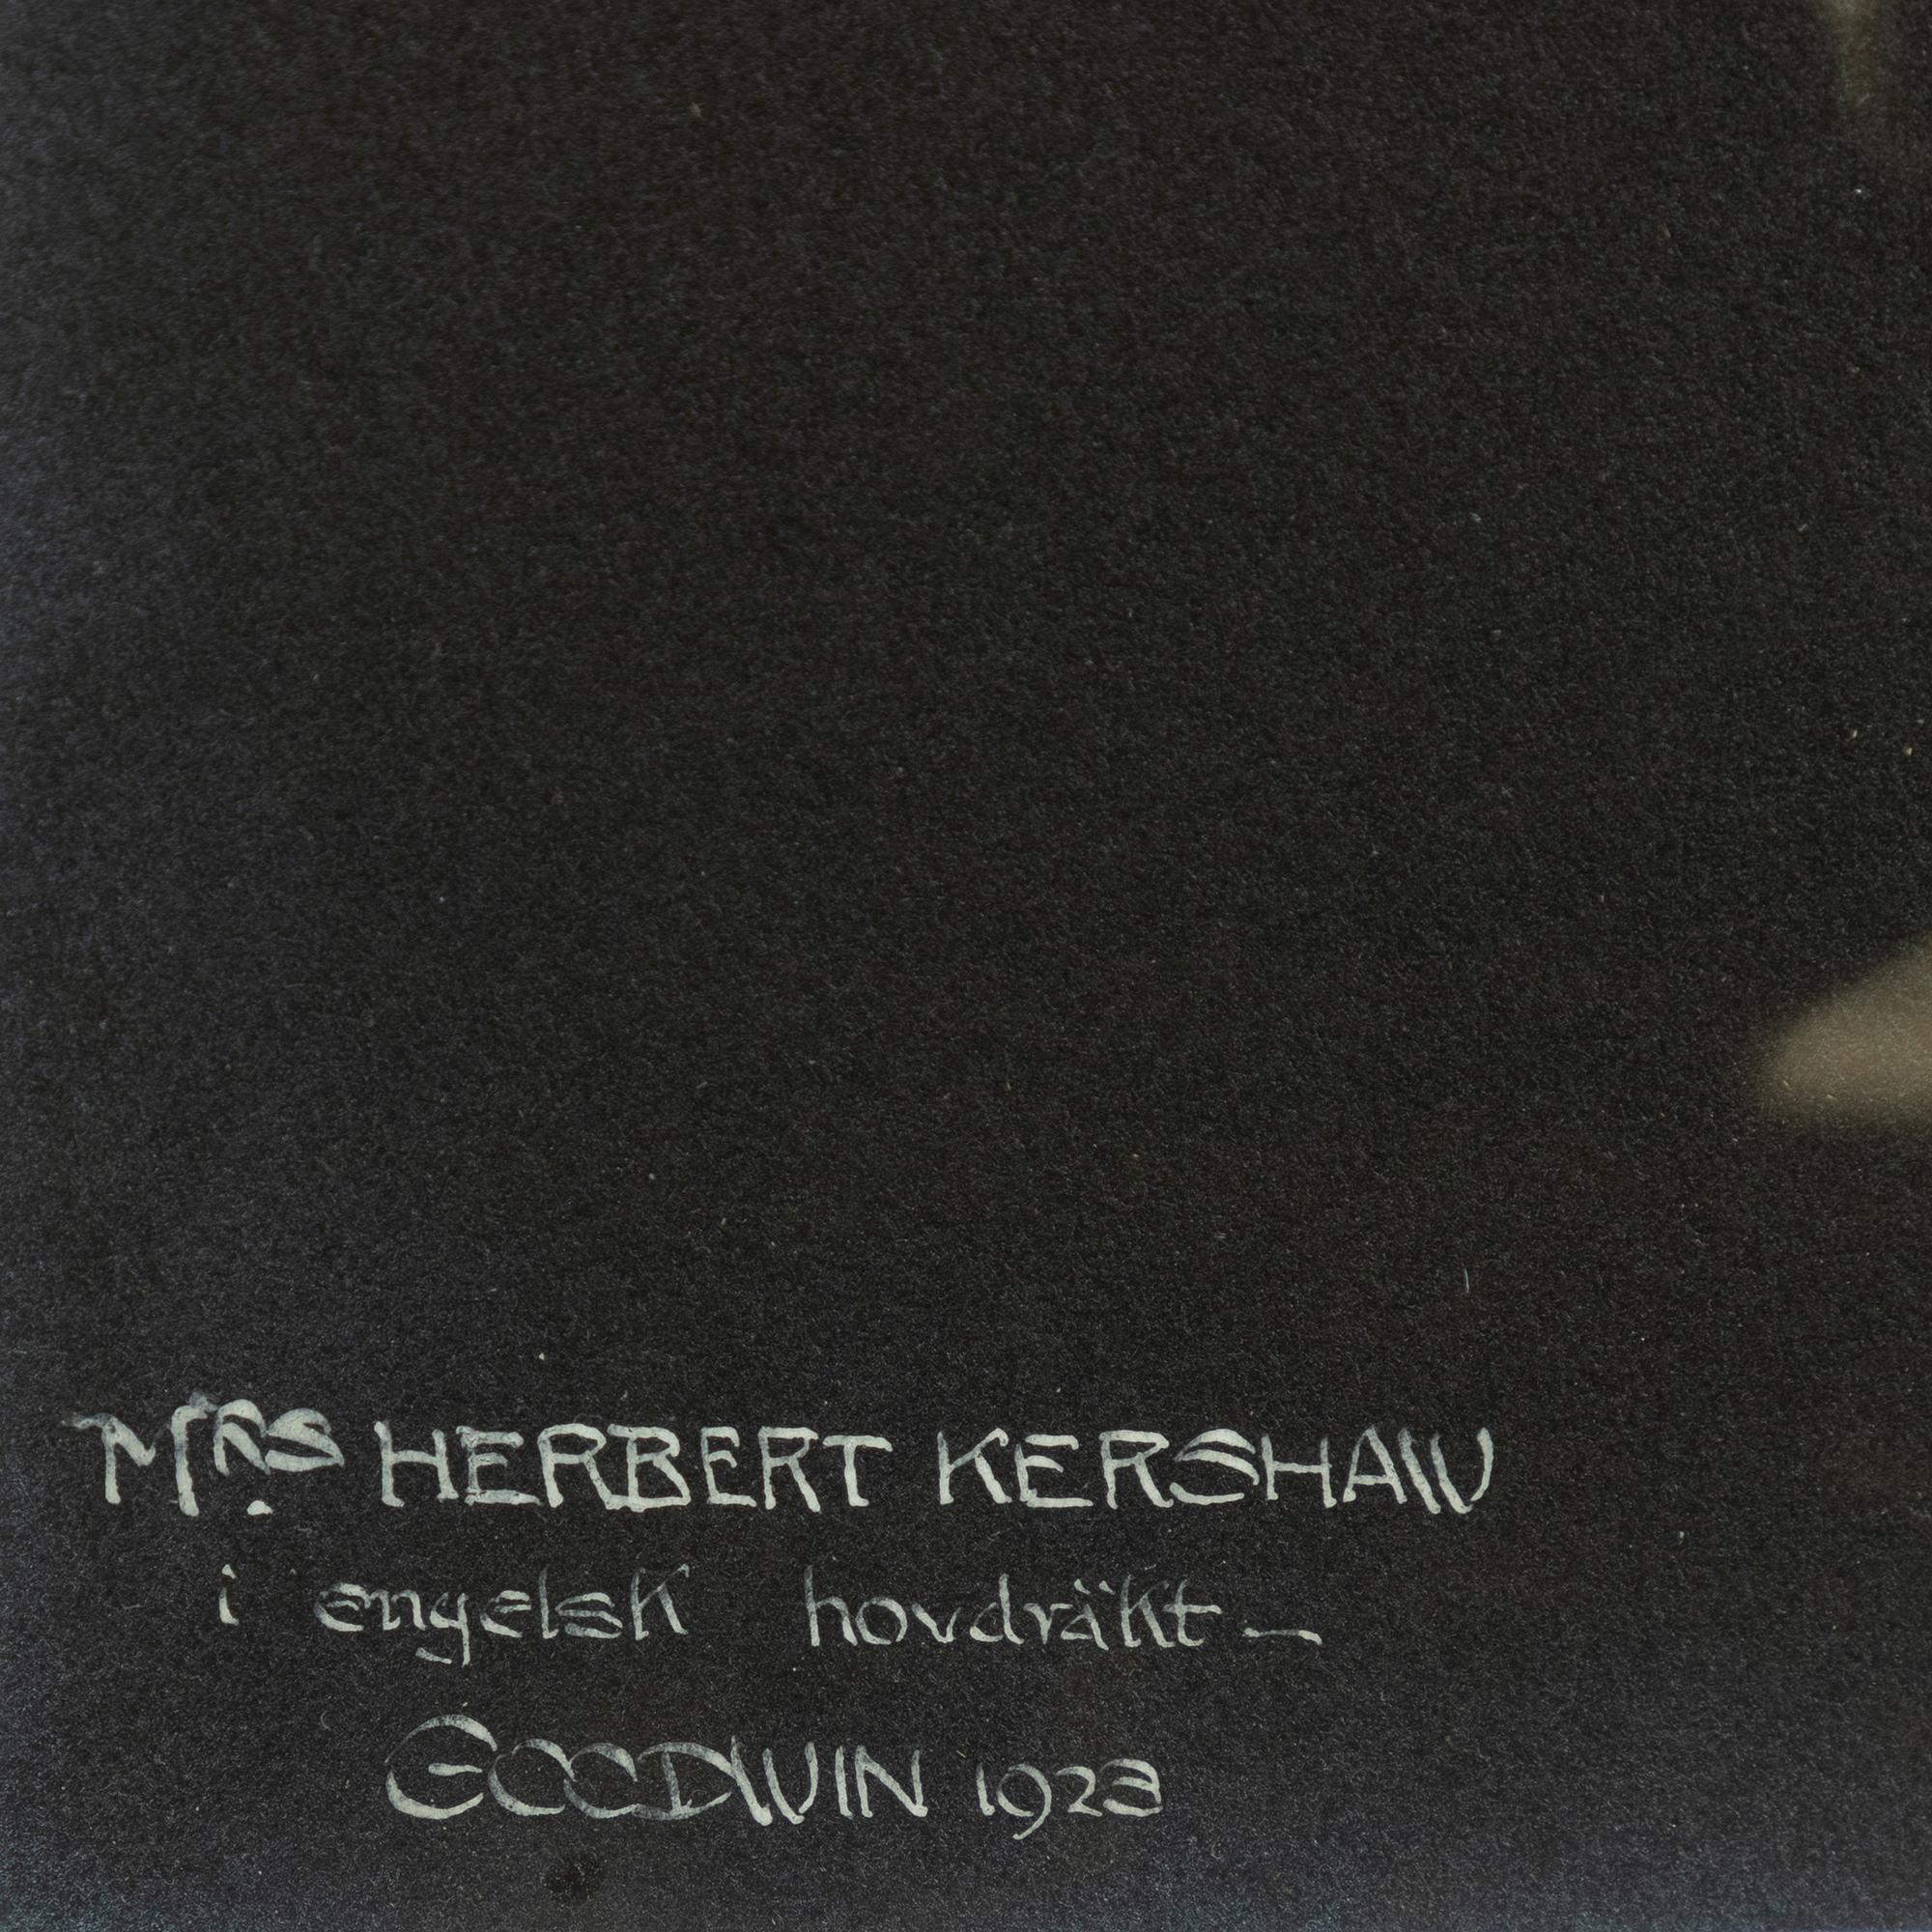 MRS HERBERT KERSHAW
i engelsk hovdräkt —
GOODWIN 1923